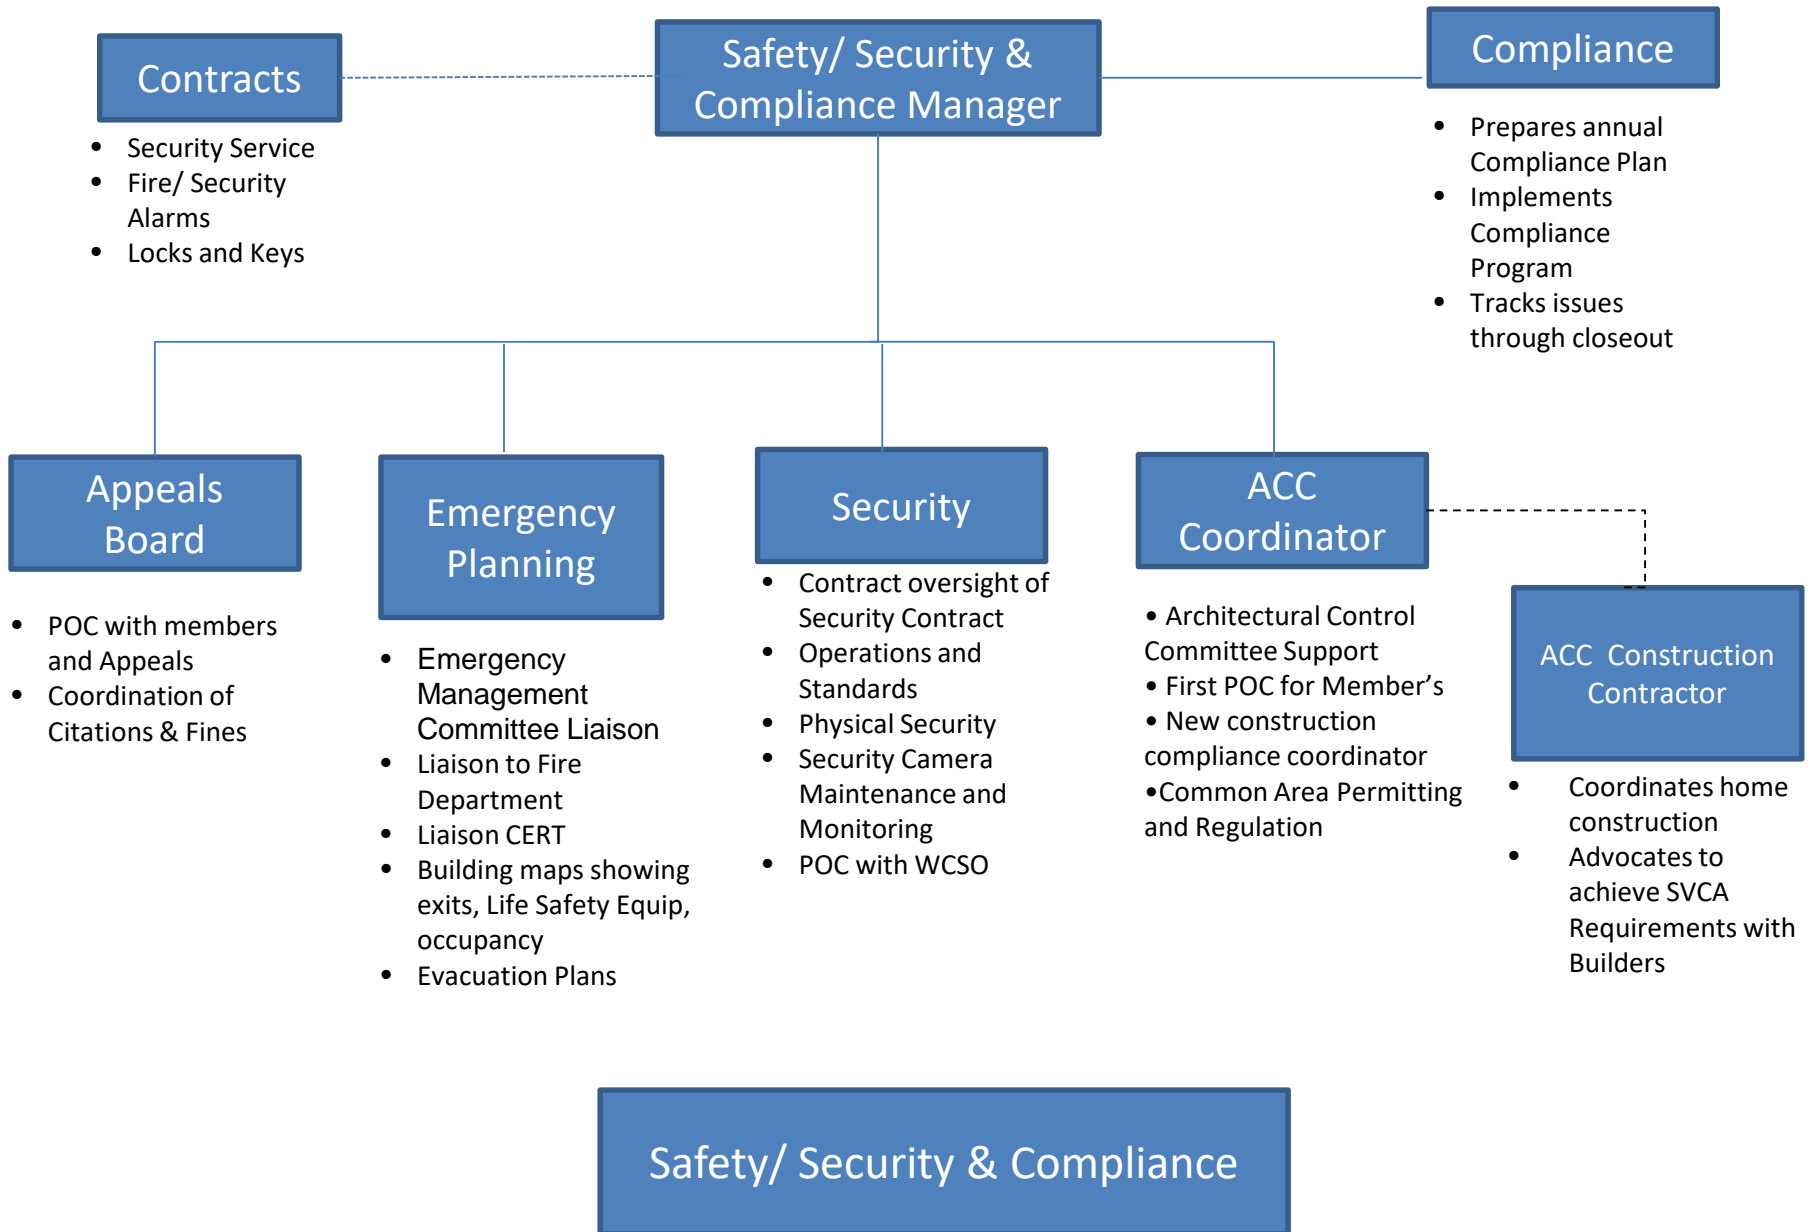 Contracts
• Security Service
• Fire/ Security
Alarms
• Locks and Keys
Safety/ Security &
Compliance Manager
Compliance
• Prepares annual
Compliance Plan
• Implements
Compliance
Program
• Tracks issues
through closeout
Appeals
Board
• POC with members
and Appeals
• Coordination of
Citations & Fines
Emergency
Planning
• Emergency
Management
Committee Liaison
• Liaison to Fire
Department
• Liaison CERT
• Building maps showing
exits, Life Safety Equip,
occupancy
• Evacuation Plans
Security
• Contract oversight of
Security Contract
• Operations and
Standards
• Physical Security
• Security Camera
Maintenance and
Monitoring
• POC with WCSO
ACC
Coordinator
• Architectural Control
Committee Support
• First POC for Member’s
• New construction
compliance coordinator
•Common Area Permitting
and Regulation
ACC  Construction
Contractor
• Coordinates home
construction
• Advocates to
achieve SVCA
Requirements with
Builders
Safety/ Security & Compliance